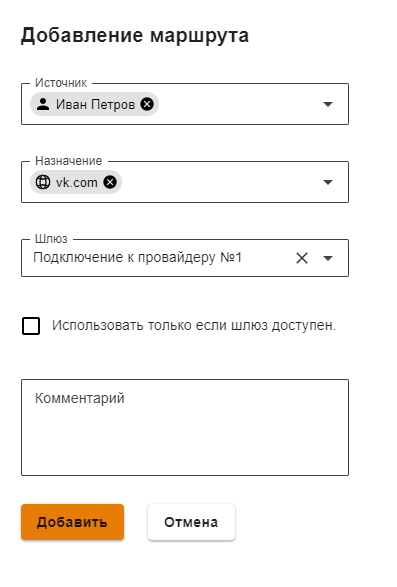 Добавление маршрута
Источник
Иван Петров
Назначение
vk.com
Шлюз
Подключение к провайдеру №1
Использовать только если шлюз доступен.
Комментарий
Добавить
Отмена